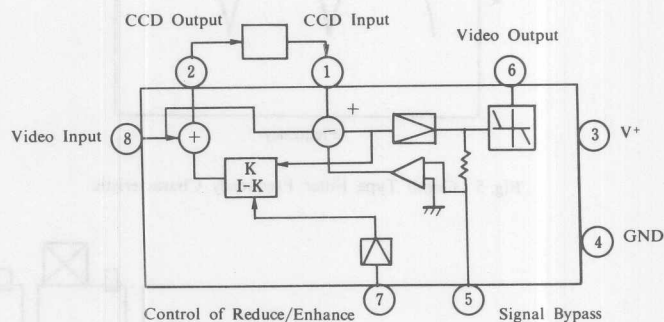 CCD Output
CCD Input
Video Output
2
1
6
+
Video Input
8
+
−
3
V⁺
K
I-K
4
GND
7
5
Control of Reduce/Enhance
Signal Bypass